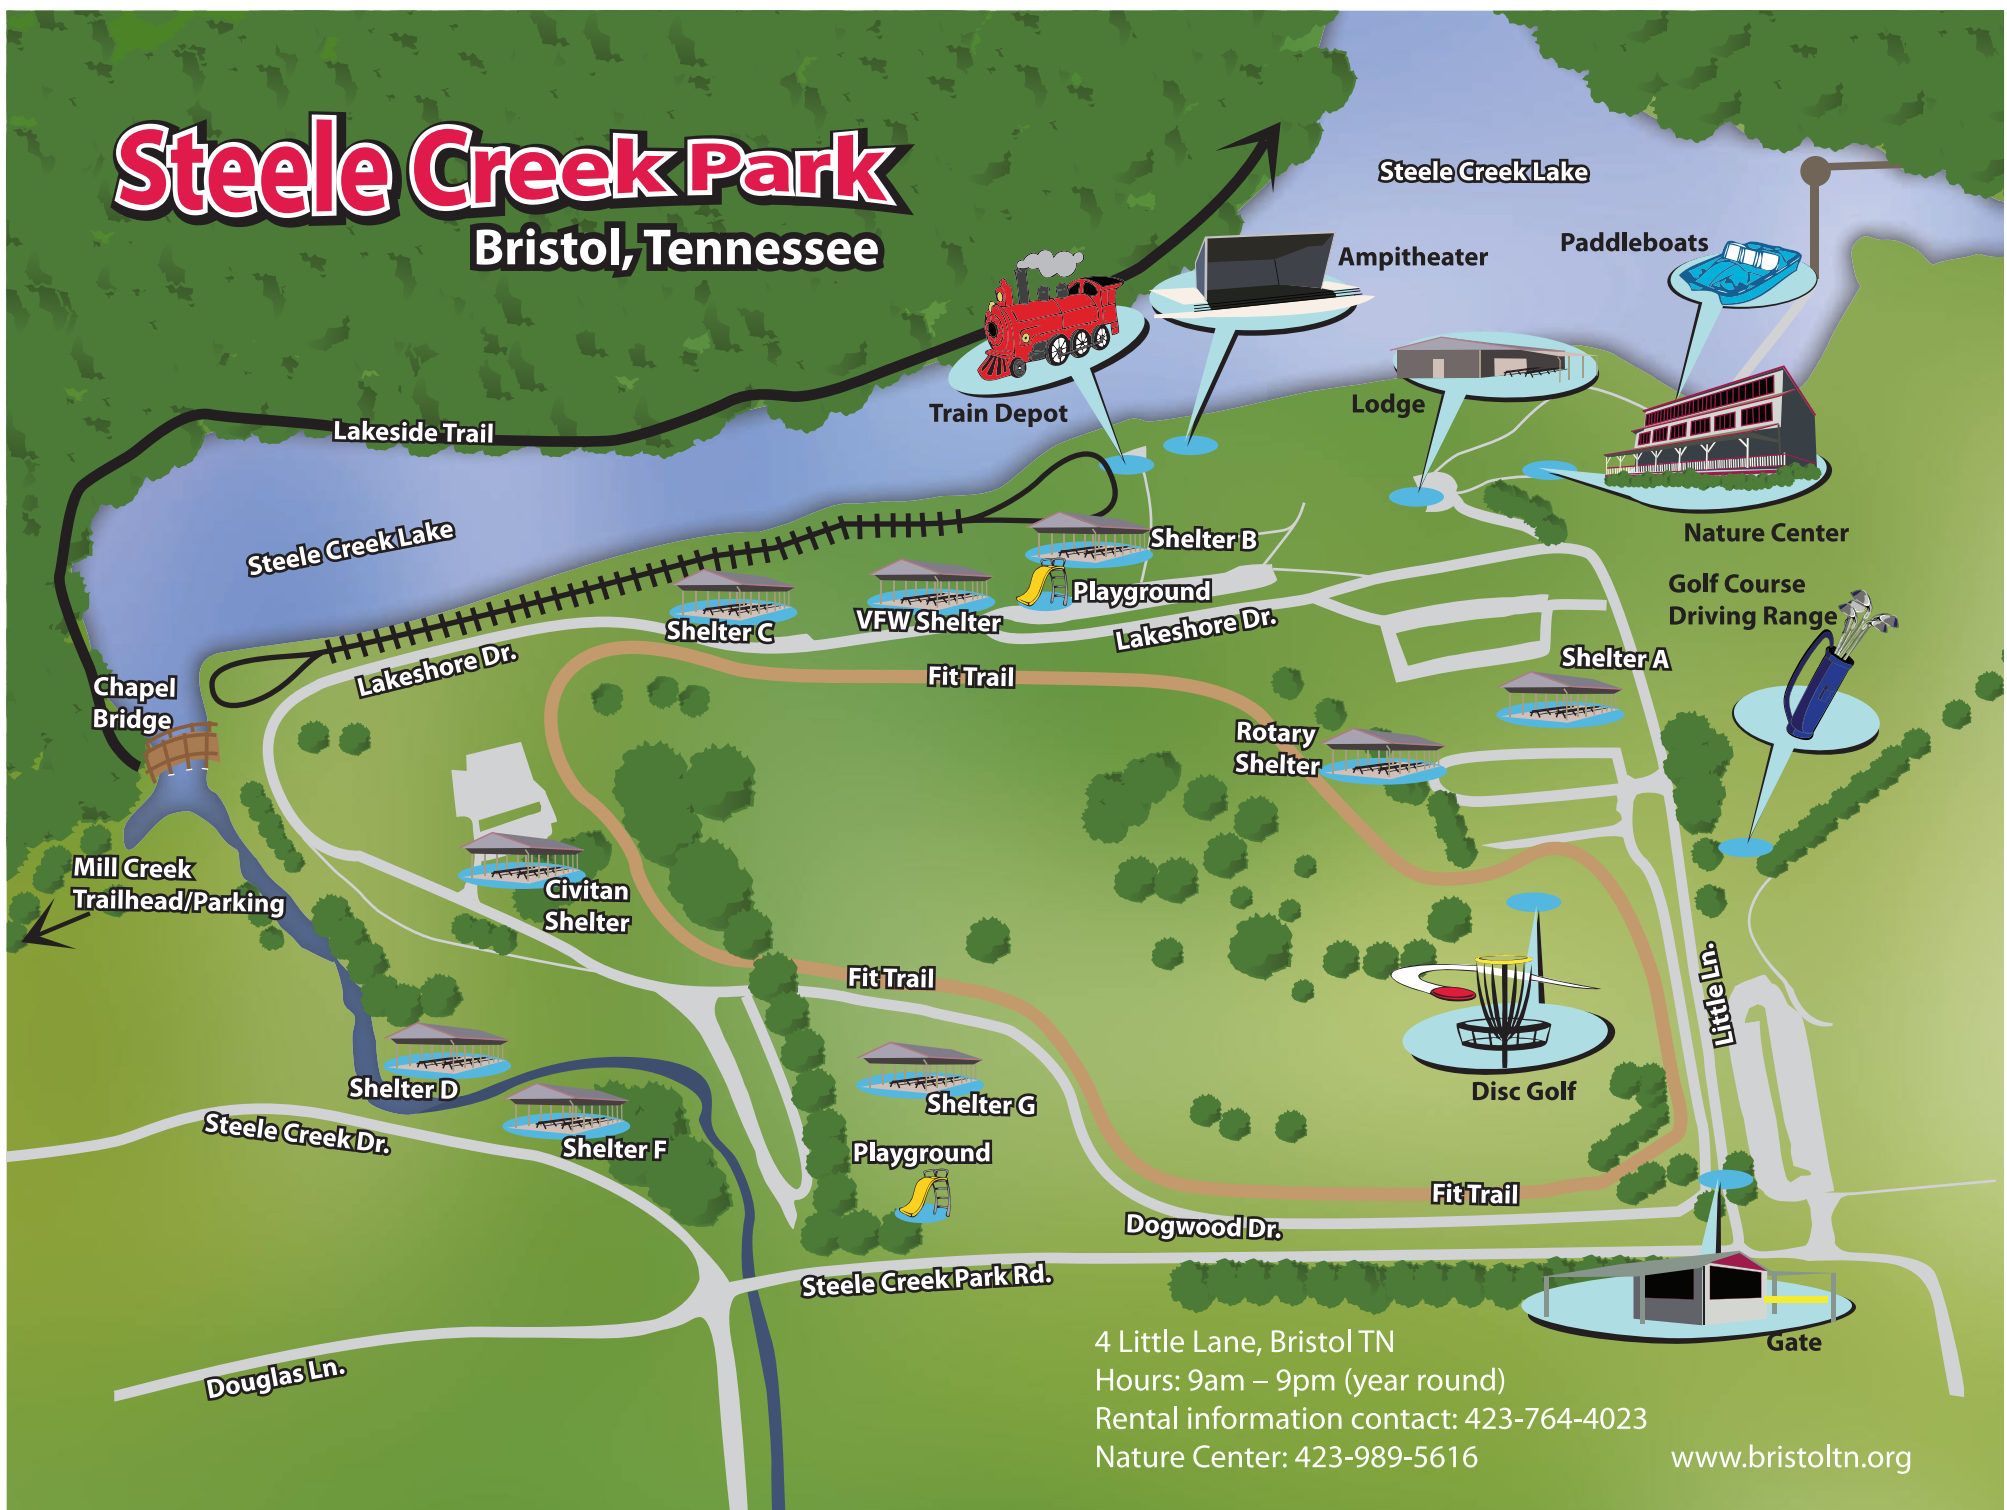 Steele Creek Park
Bristol, Tennessee
Steele Creek Lake
Ampitheater
Paddleboats
Train Depot
Lodge
Lakeside Trail
Steele Creek Lake
Nature Center
Shelter B
Golf Course
Driving Range
Playground
Shelter C
VFW Shelter
Lakeshore Dr.
Lakeshore Dr.
Shelter A
Fit Trail
Chapel
Bridge
Rotary
Shelter
Mill Creek
Trailhead/Parking
Civitan
Shelter
Fit Trail
Little Ln.
Shelter D
Disc Golf
Shelter G
Steele Creek Dr.
Shelter F
Playground
Fit Trail
Dogwood Dr.
Steele Creek Park Rd.
Gate
Douglas Ln.
4 Little Lane, Bristol TN
Hours: 9am – 9pm (year round)
Rental information contact: 423-764-4023
Nature Center: 423-989-5616
www.bristoltn.org